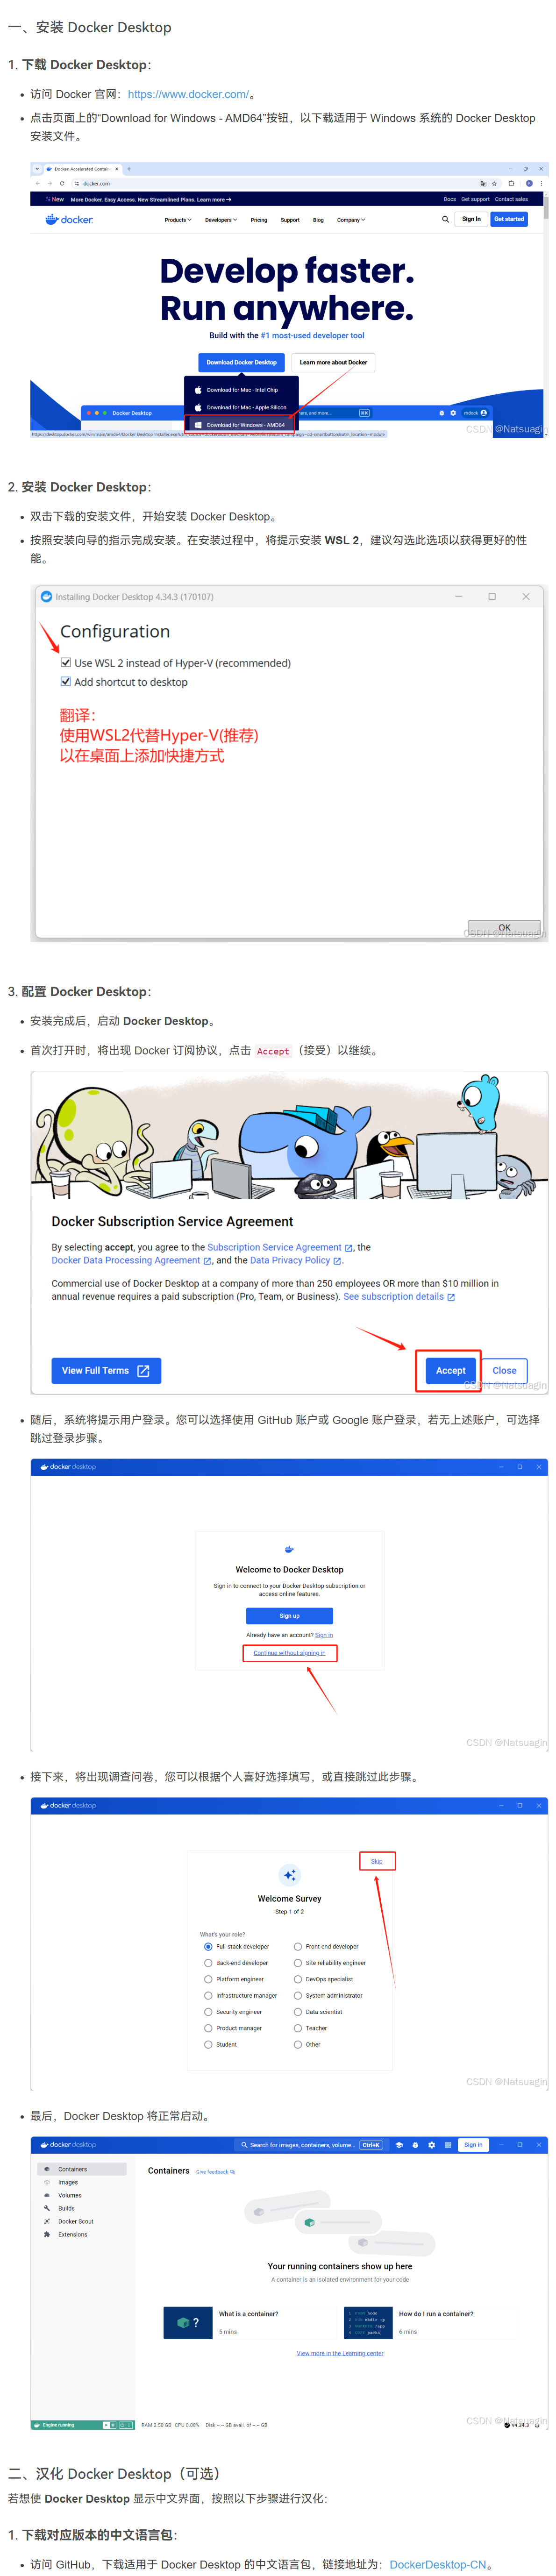 一、安装 Docker Desktop
1. 下载 Docker Desktop：
• 访问 Docker 官网：https://www.docker.com/。
• 点击页面上的“Download for Windows - AMD64”按钮，以下载适用于 Windows 系统的 Docker Desktop
安装文件。
Docker: Accelerated Contain
docker.com
New More Docker. Easy Access. New Streamlined Plans. Learn more →
Docs Get support Contact sales
docker.
Products Developers Pricing Support Blog Company
Sign In Get started
Develop faster.
Run anywhere.
Build with the #1 most-used developer tool
Download Docker Desktop Learn more about Docker
Download for Mac - Intel Chip
Download for Mac - Apple Silicon
Download for Windows - AMD64
Docker Desktop
CSDN @Natsuagin
2. 安装 Docker Desktop：
• 双击下载的安装文件，开始安装 Docker Desktop。
• 按照安装向导的指示完成安装。在安装过程中，将提示安装 WSL 2，建议勾选此选项以获得更好的性
能。
Installing Docker Desktop 4.34.3 (170107)
Configuration
Use WSL 2 instead of Hyper-V (recommended)
Add shortcut to desktop
翻译：
使用WSL2代替Hyper-V(推荐)
以在桌面上添加快捷方式
OK
CSDN @Natsuagin
3. 配置 Docker Desktop：
• 安装完成后，启动 Docker Desktop。
• 首次打开时，将出现 Docker 订阅协议，点击 Accept（接受）以继续。
Docker Subscription Service Agreement
By selecting accept, you agree to the Subscription Service Agreement, the
Docker Data Processing Agreement, and the Data Privacy Policy.
Commercial use of Docker Desktop at a company of more than 250 employees OR more than $10 million in
annual revenue requires a paid subscription (Pro, Team, or Business). See subscription details
View Full Terms Accept Close
CSDN @Natsuagin
• 随后，系统将提示用户登录。您可以选择使用 GitHub 账户或 Google 账户登录，若无上述账户，可选择
跳过登录步骤。
docker desktop
Welcome to Docker Desktop
Sign in to connect to your Docker Desktop subscription or
access online features.
Sign up
Already have an account? Sign in
Continue without signing in
CSDN @Natsuagin
• 接下来，将出现调查问卷，您可以根据个人喜好选择填写，或直接跳过此步骤。
docker desktop
Skip
Welcome Survey
Step 1 of 2
What's your role?
Full-stack developer Front-end developer
Back-end developer Site reliability engineer
Platform engineer DevOps specialist
Infrastructure manager System administrator
Security engineer Data scientist
Product manager Teacher
Student Other
CSDN @Natsuagin
• 最后，Docker Desktop 将正常启动。
docker desktop Search for images, containers, volume... Ctrl+K Sign in
Containers
Images
Volumes
Builds
Docker Scout
Extensions
Containers Give feedback
Your running containers show up here
A container is an isolated environment for your code
What is a container?
5 mins
How do I run a container?
6 mins
View more in the Learning center
Engine running RAM 2.50 GB CPU 0.08% Disk --.-- GB avail. of --.-- GB v4.34.3
CSDN @Natsuagin
二、汉化 Docker Desktop（可选）
若想使 Docker Desktop 显示中文界面，按照以下步骤进行汉化：
1. 下载对应版本的中文语言包：
• 访问 GitHub，下载适用于 Docker Desktop 的中文语言包，链接地址为：DockerDesktop-CN。